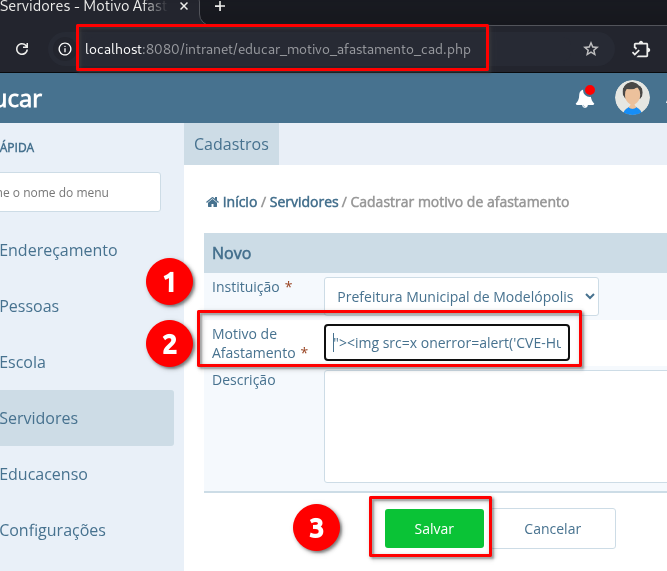 Servidores - Motivo Afast
localhost:8080/intranet/educar_motivo_afastamento_cad.php
ucar
Cadastros
ÁPIDA
ne o nome do menu
Início / Servidores / Cadastrar motivo de afastamento
Endereçamento
Novo
1
Instituição *
Prefeitura Municipal de Modelópolis
Pessoas
2
Motivo de
Afastamento *
"><img src=x onerror=alert('CVE-Hu
Escola
Descrição
Servidores
Educacenso
3
Salvar
Cancelar
Configurações